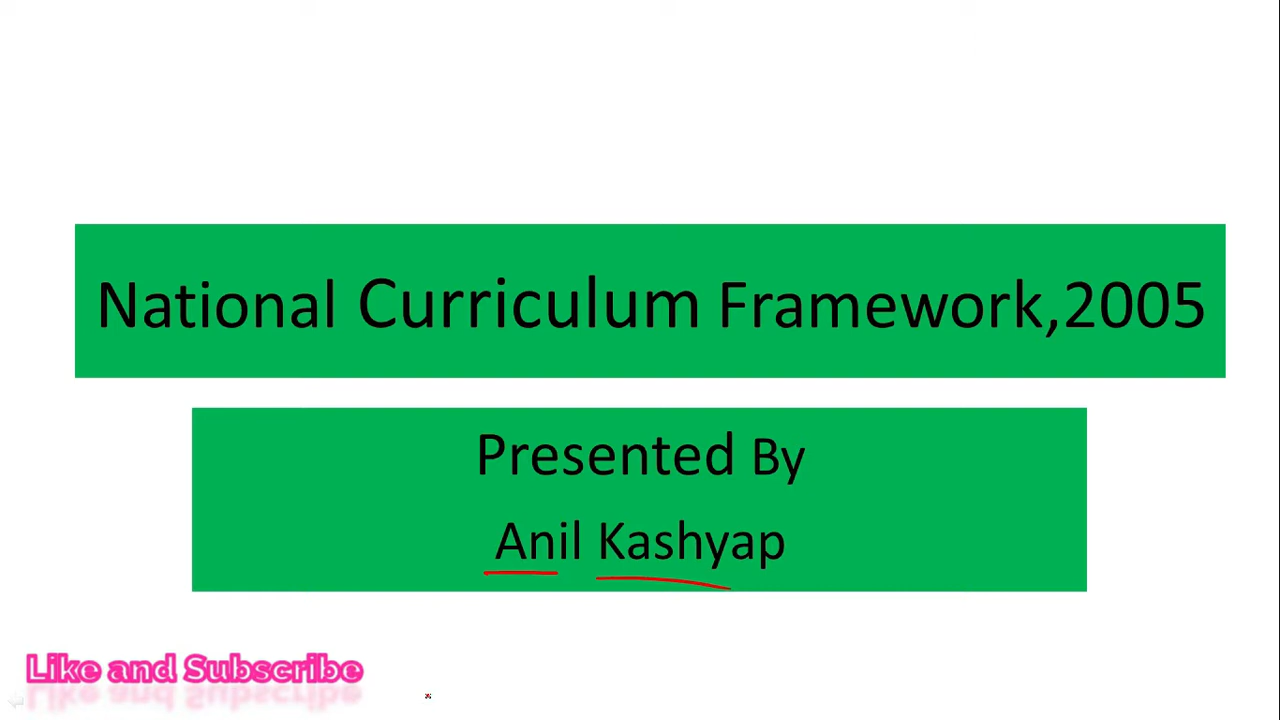 National Curriculum Framework,2005
Presented By
Anil Kashyap
Like and Subscribe